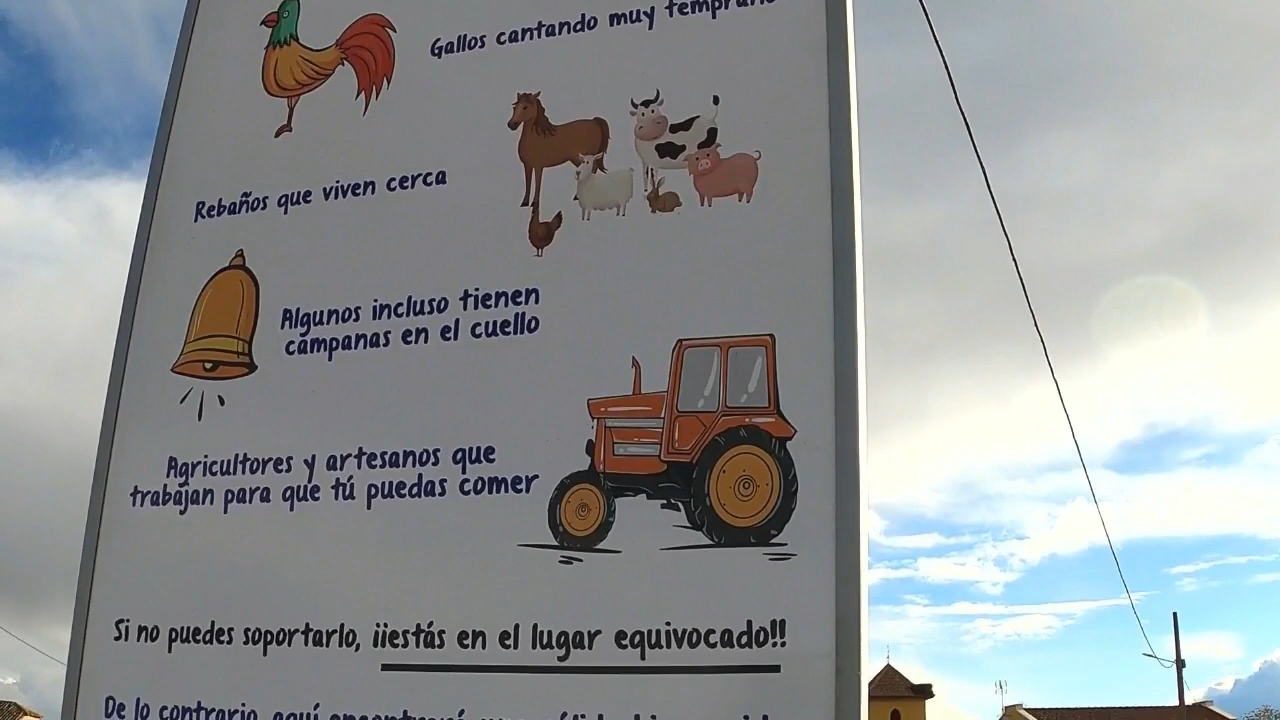 Gallos cantando muy temprano
Rebaños que viven cerca
Algunos incluso tienen
campanas en el cuello
Agricultores y artesanos que
trabajan para que tú puedas comer
Si no puedes soportarlo, ¡¡estás en el lugar equivocado!!
De lo contrario, aquí encontrará